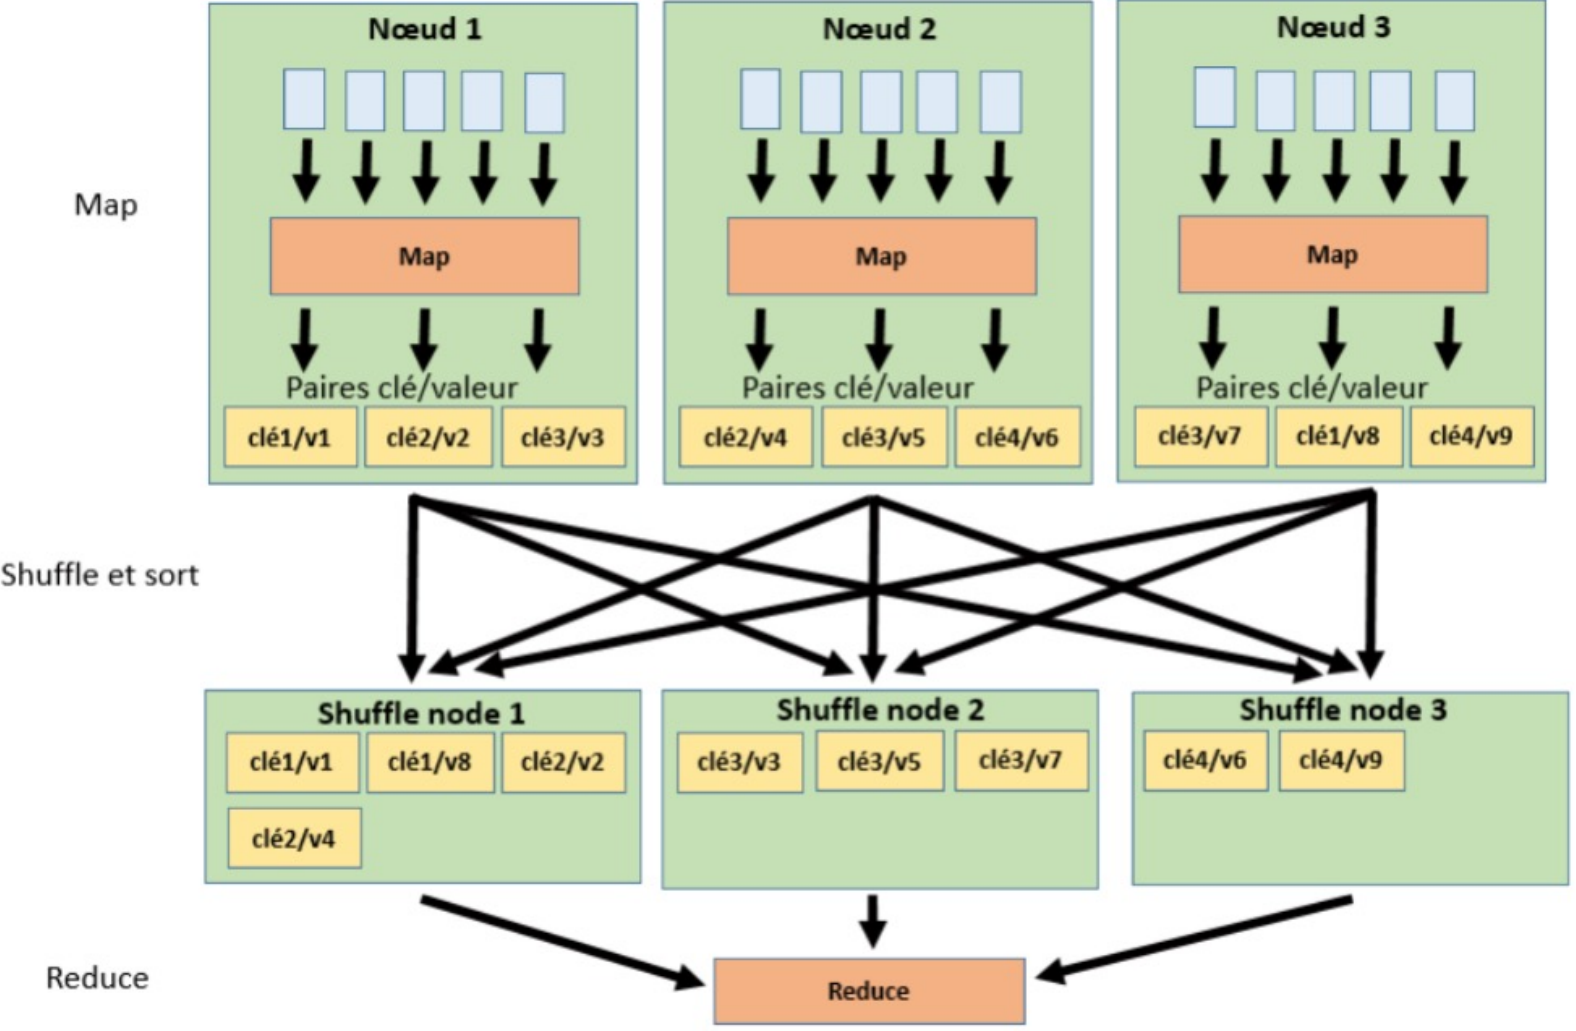 Nœud 1
Nœud 2
Nœud 3
Map
Map
Map
Map
Paires clé/valeur
Paires clé/valeur
Paires clé/valeur
clé1/v1
clé2/v2
clé3/v3
clé2/v4
clé3/v5
clé4/v6
clé3/v7
clé1/v8
clé4/v9
Shuffle et sort
Shuffle node 1
Shuffle node 2
Shuffle node 3
clé1/v1
clé1/v8
clé2/v2
clé3/v3
clé3/v5
clé3/v7
clé4/v6
clé4/v9
clé2/v4
Reduce
Reduce